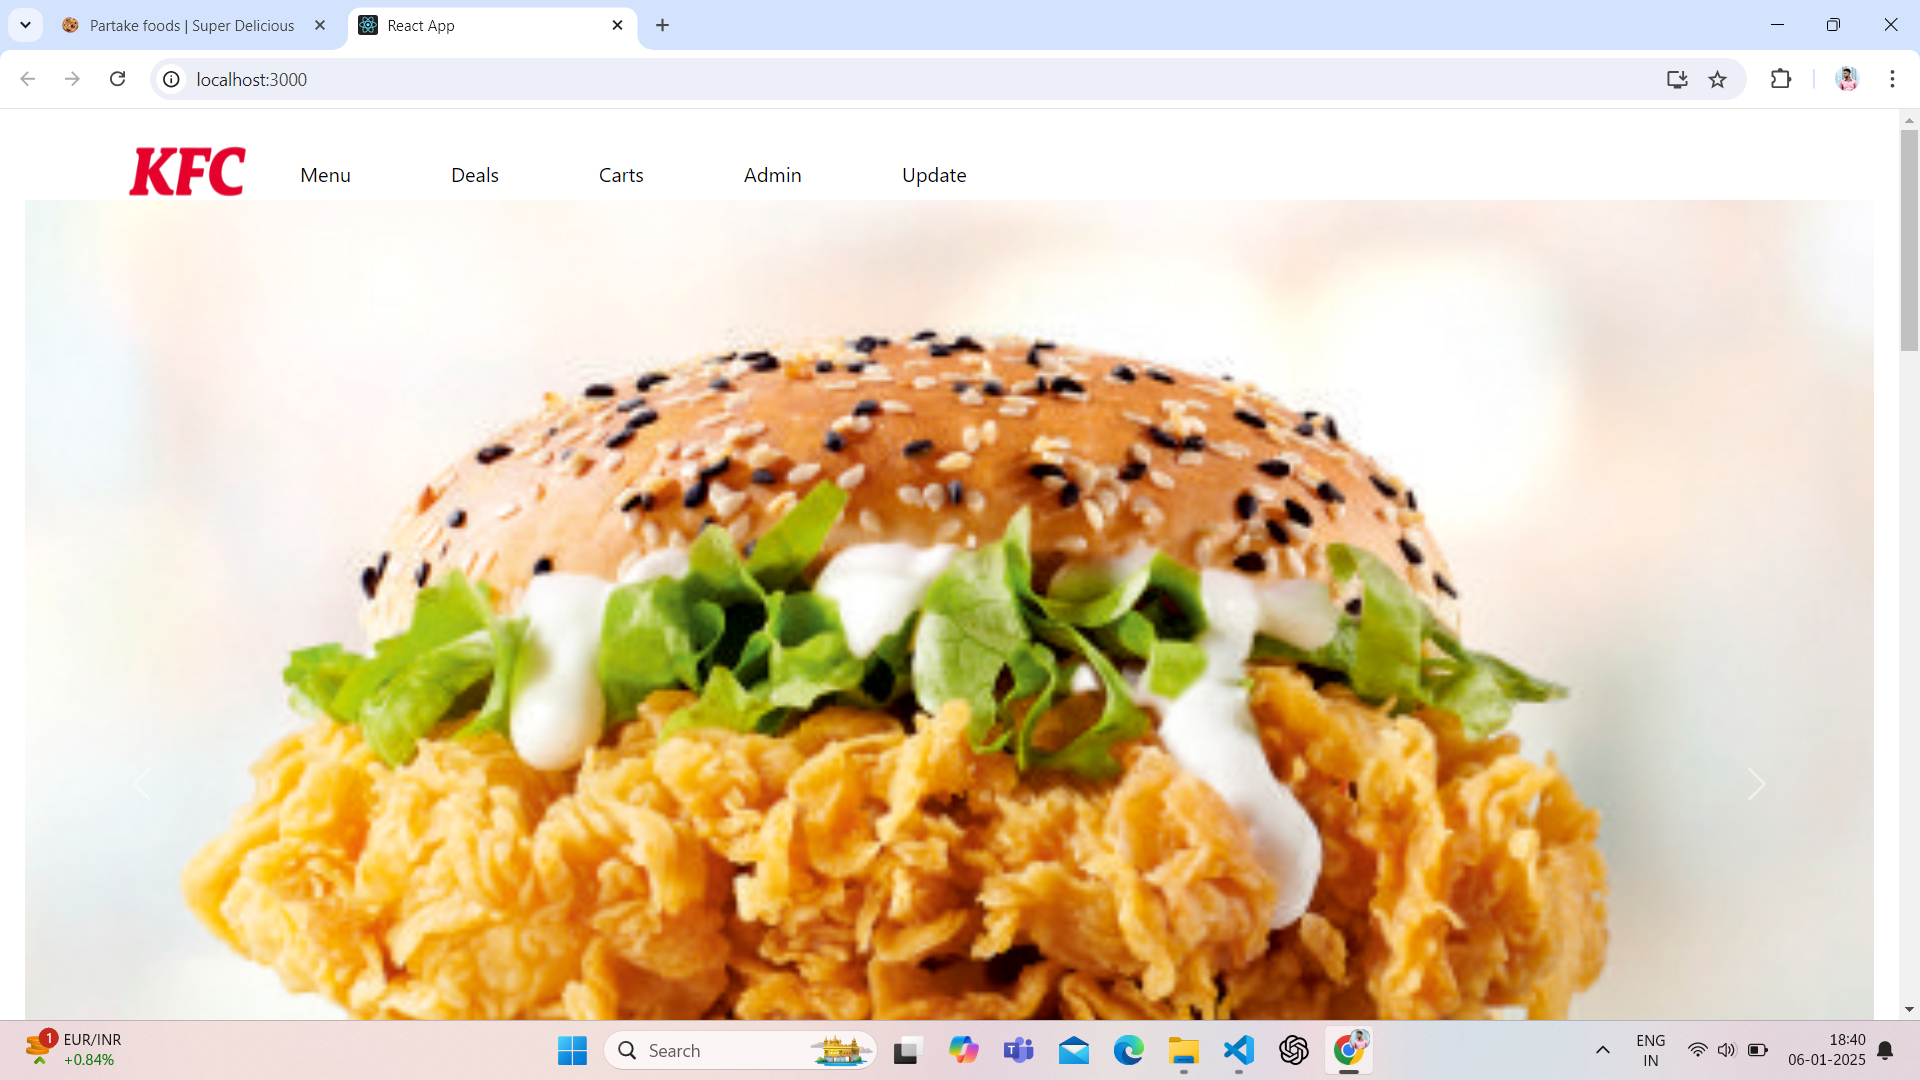 Partake foods | Super Delicious
React App
localhost:3000
KFC
Menu
Deals
Carts
Admin
Update
1
EUR/INR
+0.84%
Search
ENG
IN
18:40
06-01-2025